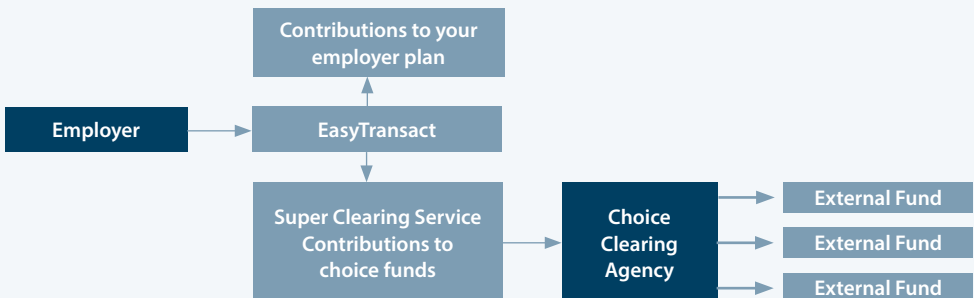 Contributions to your
employer plan
Employer
EasyTransact
Super Clearing Service
Contributions to
choice funds
Choice
Clearing
Agency
External Fund
External Fund
External Fund